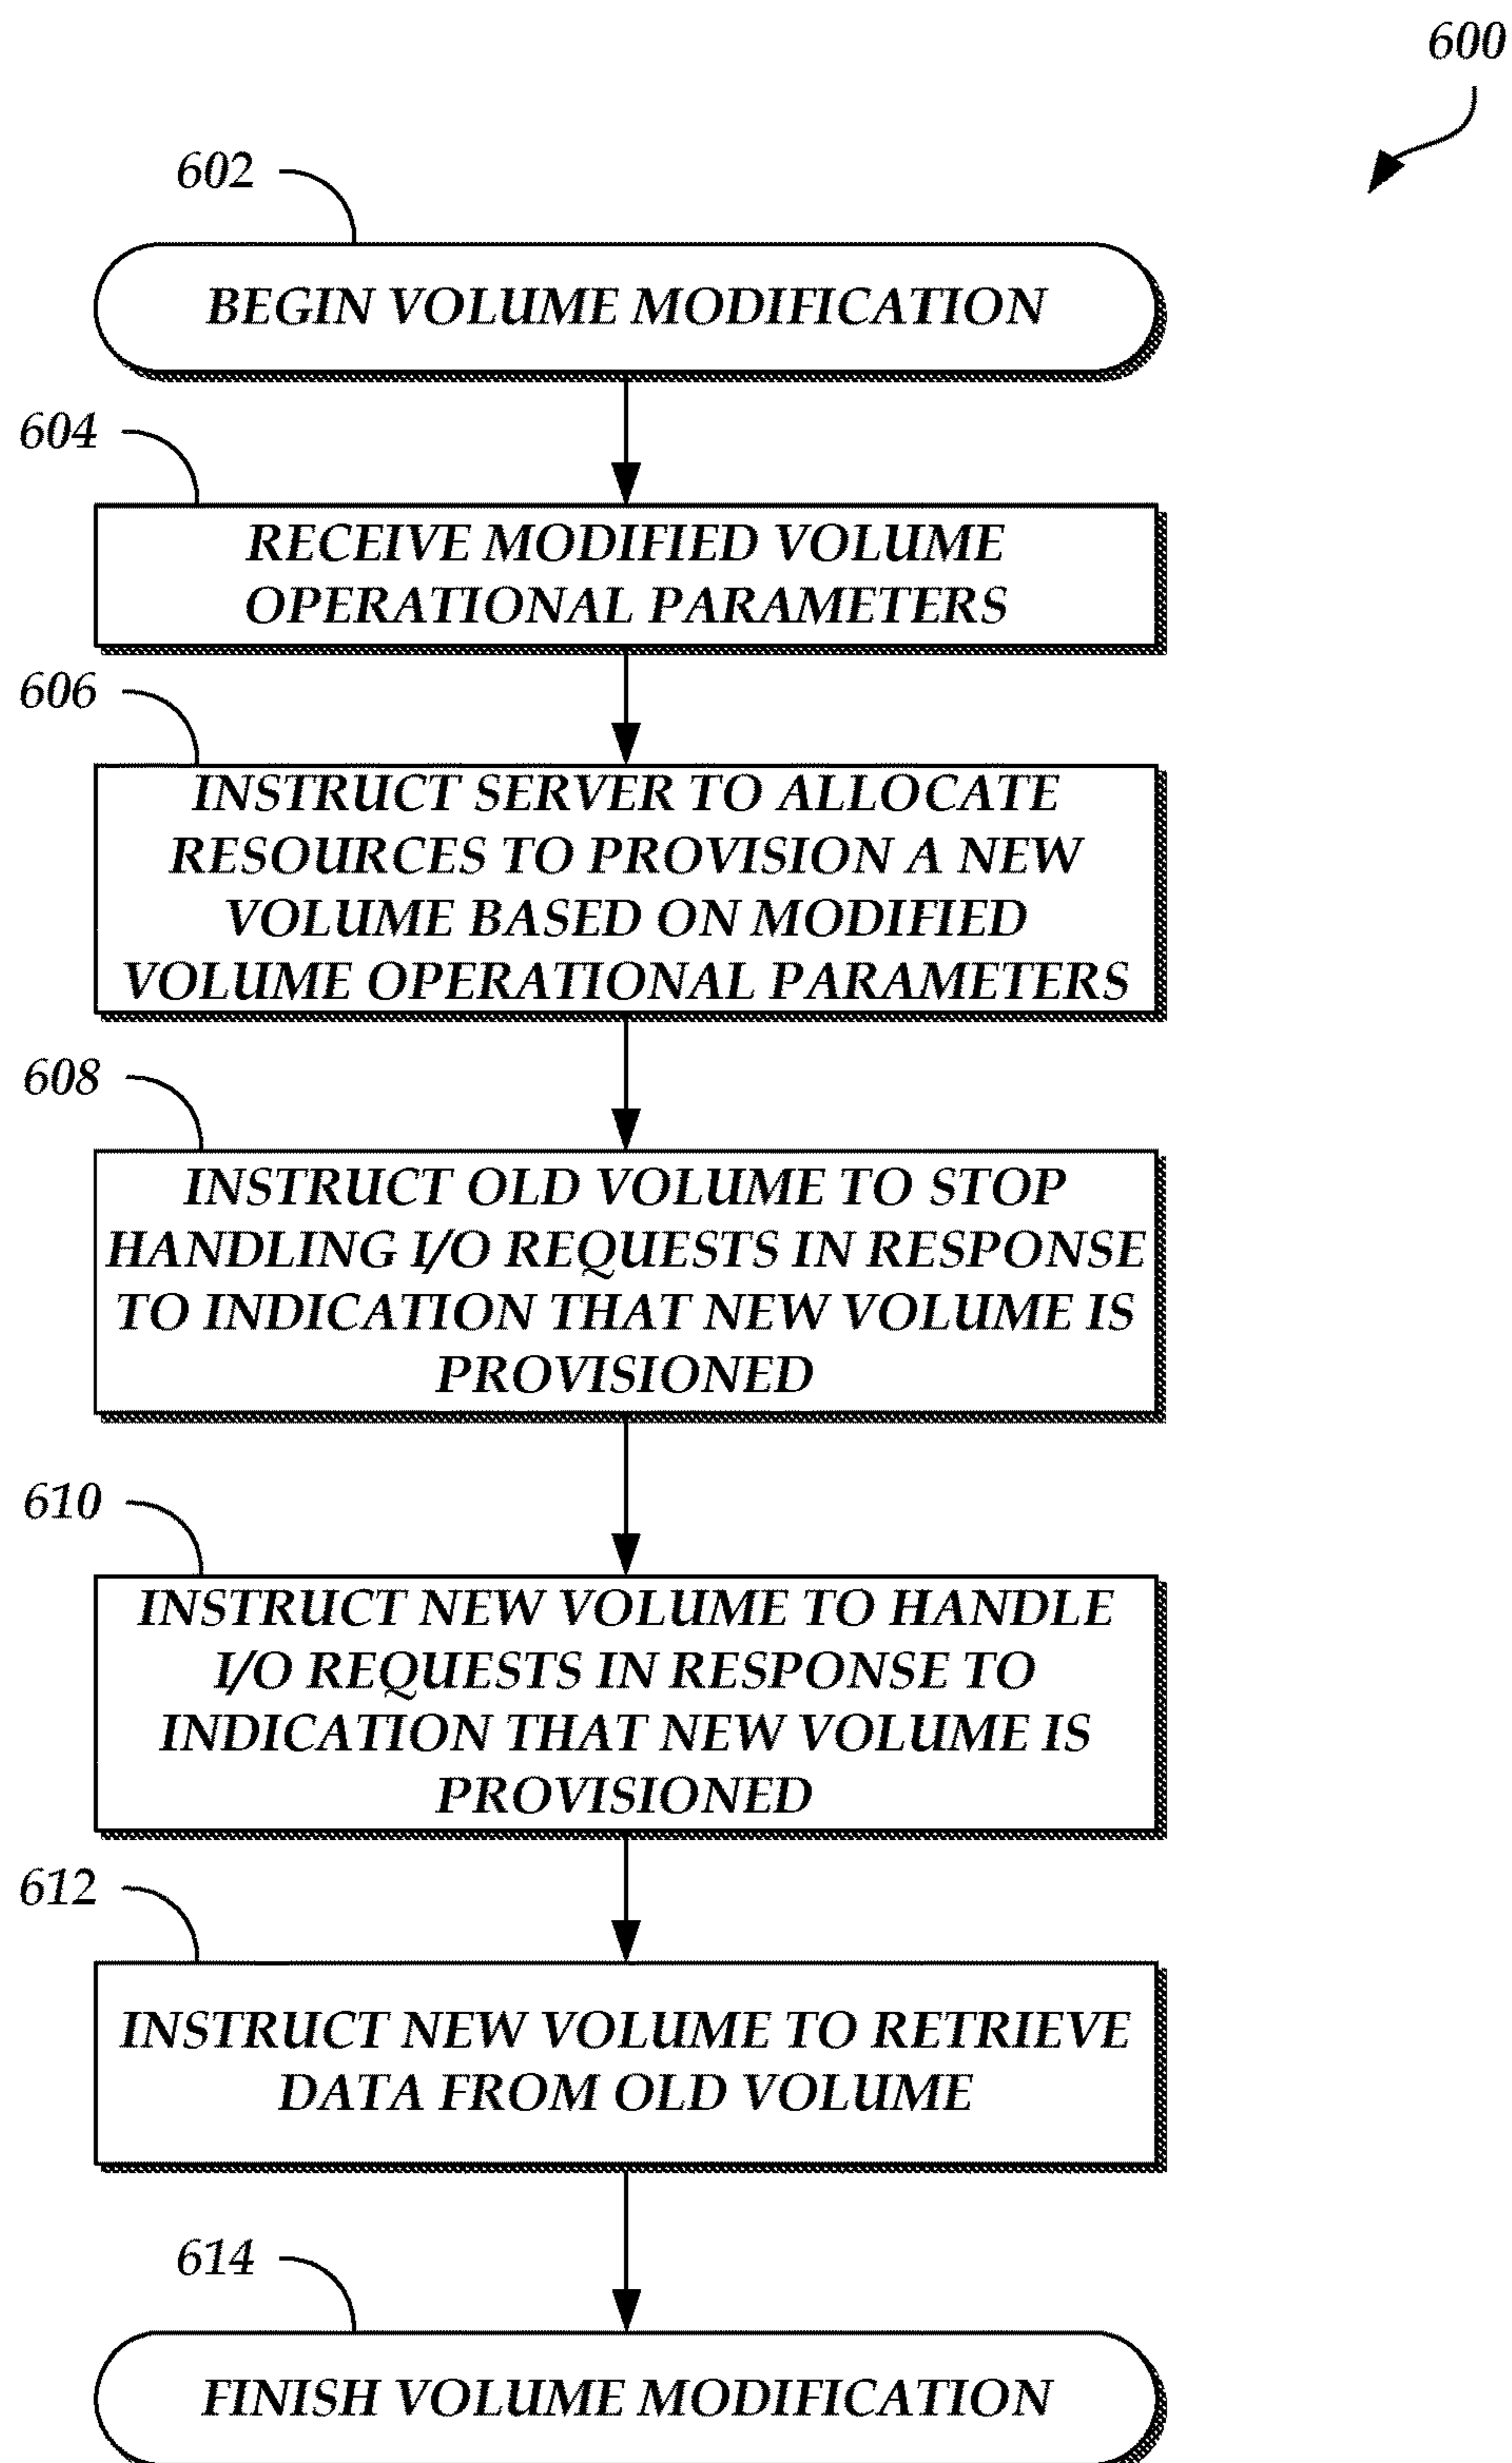 600
602
BEGIN VOLUME MODIFICATION
604
RECEIVE MODIFIED VOLUME
OPERATIONAL PARAMETERS
606
INSTRUCT SERVER TO ALLOCATE
RESOURCES TO PROVISION A NEW
VOLUME BASED ON MODIFIED
VOLUME OPERATIONAL PARAMETERS
608
INSTRUCT OLD VOLUME TO STOP
HANDLING I/O REQUESTS IN RESPONSE
TO INDICATION THAT NEW VOLUME IS
PROVISIONED
610
INSTRUCT NEW VOLUME TO HANDLE
I/O REQUESTS IN RESPONSE TO
INDICATION THAT NEW VOLUME IS
PROVISIONED
612
INSTRUCT NEW VOLUME TO RETRIEVE
DATA FROM OLD VOLUME
614
FINISH VOLUME MODIFICATION